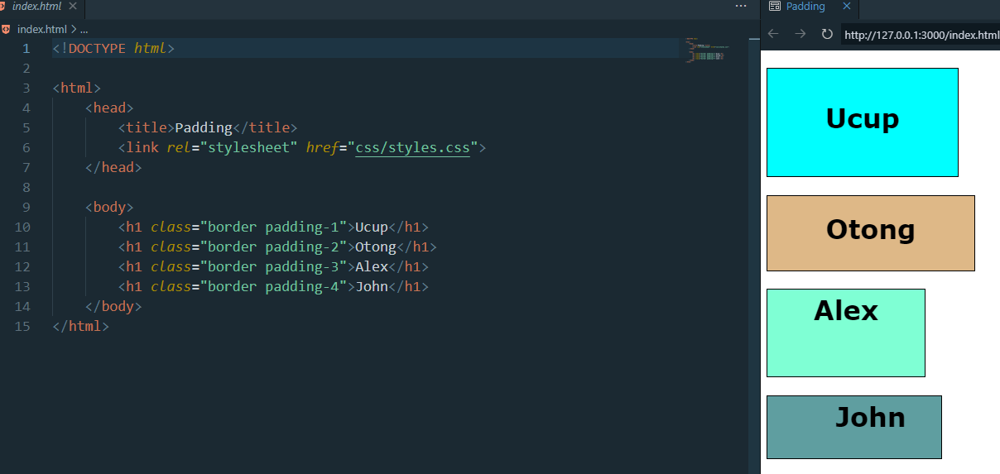 index.html
index.html > ...
1 <!DOCTYPE html>
2
3 <html>
4     <head>
5         <title>Padding</title>
6         <link rel="stylesheet" href="css/styles.css">
7     </head>
8
9     <body>
10         <h1 class="border padding-1">Ucup</h1>
11         <h1 class="border padding-2">Otong</h1>
12         <h1 class="border padding-3">Alex</h1>
13         <h1 class="border padding-4">John</h1>
14     </body>
15 </html>
Padding
http://127.0.0.1:3000/index.html
Ucup
Otong
Alex
John